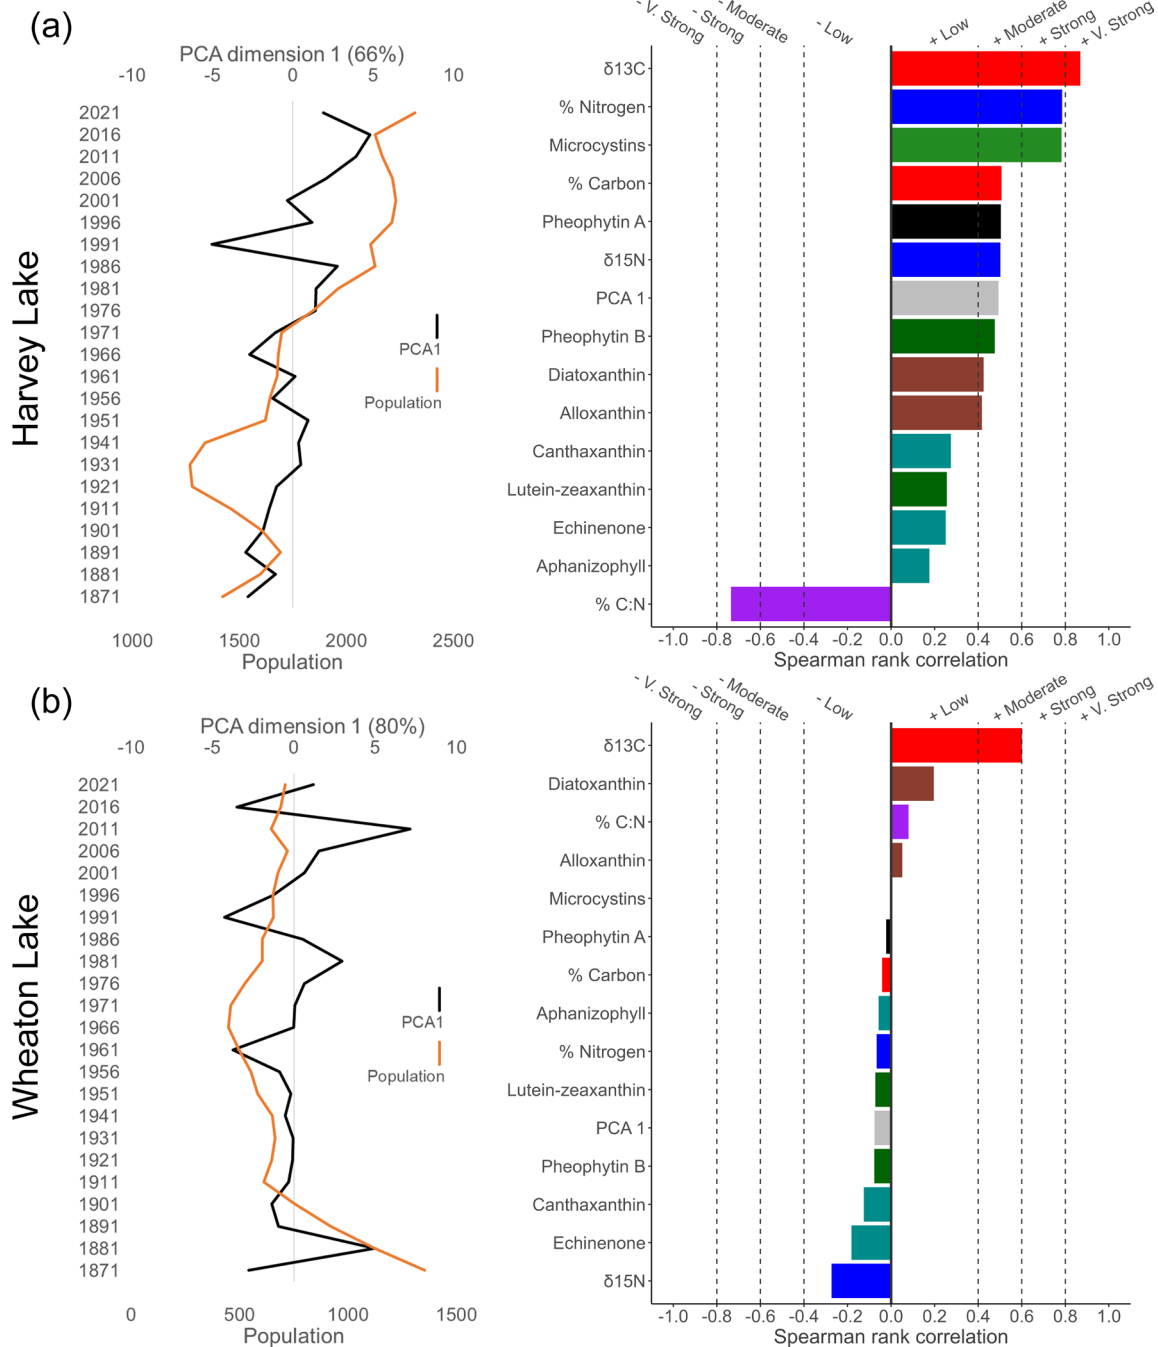 (a)
PCA dimension 1 (66%)
-10 -5 0 5 10
2021
2016
2011
2006
2001
1996
1991
1986
1981
1976
1971
1966
1961
1956
1951
1941
1931
1921
1911
1901
1891
1881
1871
Harvey Lake
PCA1
Population
1000 1500 2000 2500
Population
- V. Strong
- Strong
- Moderate
- Low
+ Low
+ Moderate
+ Strong
+ V. Strong
δ13C
% Nitrogen
Microcystins
% Carbon
Pheophytin A
δ15N
PCA 1
Pheophytin B
Diatoxanthin
Alloxanthin
Canthaxanthin
Lutein-zeaxanthin
Echinenone
Aphanizophyll
% C:N
-1.0 -0.8 -0.6 -0.4 -0.2 0.0 0.2 0.4 0.6 0.8 1.0
Spearman rank correlation
(b)
PCA dimension 1 (80%)
-10 -5 0 5 10
2021
2016
2011
2006
2001
1996
1991
1986
1981
1976
1971
1966
1961
1956
1951
1941
1931
1921
1911
1901
1891
1881
1871
Wheaton Lake
PCA1
Population
0 500 1000 1500
Population
- V. Strong
- Strong
- Moderate
- Low
+ Low
+ Moderate
+ Strong
+ V. Strong
δ13C
Diatoxanthin
% C:N
Alloxanthin
Microcystins
Pheophytin A
% Carbon
Aphanizophyll
% Nitrogen
Lutein-zeaxanthin
PCA 1
Pheophytin B
Canthaxanthin
Echinenone
δ15N
-1.0 -0.8 -0.6 -0.4 -0.2 0.0 0.2 0.4 0.6 0.8 1.0
Spearman rank correlation